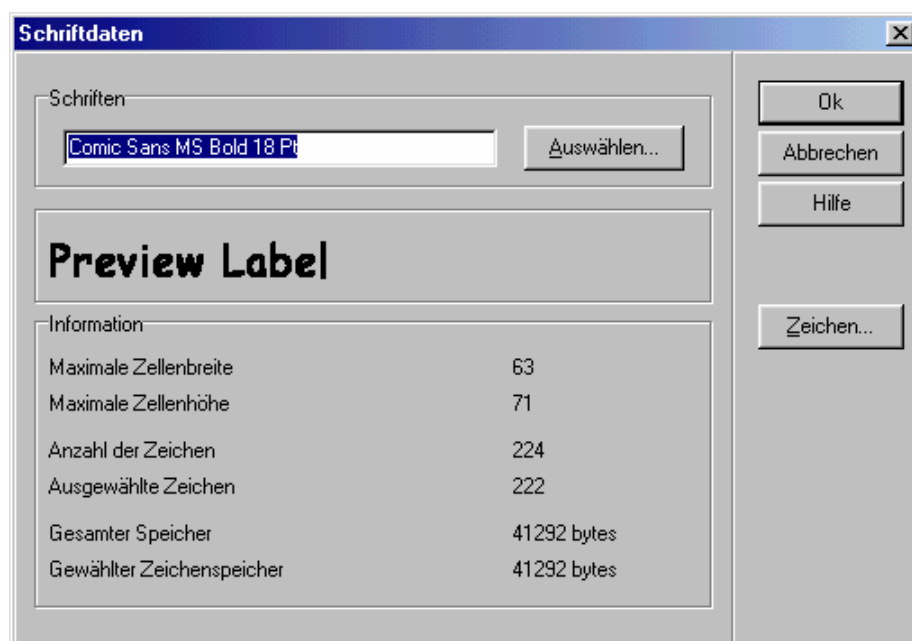 Schriftdaten
Schriften
Comic Sans MS Bold 18 Pt
Auswählen...
Ok
Abbrechen
Hilfe
Preview Label
Zeichen...
Information
Maximale Zellenbreite 63
Maximale Zellenhöhe 71
Anzahl der Zeichen 224
Ausgewählte Zeichen 222
Gesamter Speicher 41292 bytes
Gewählter Zeichenspeicher 41292 bytes